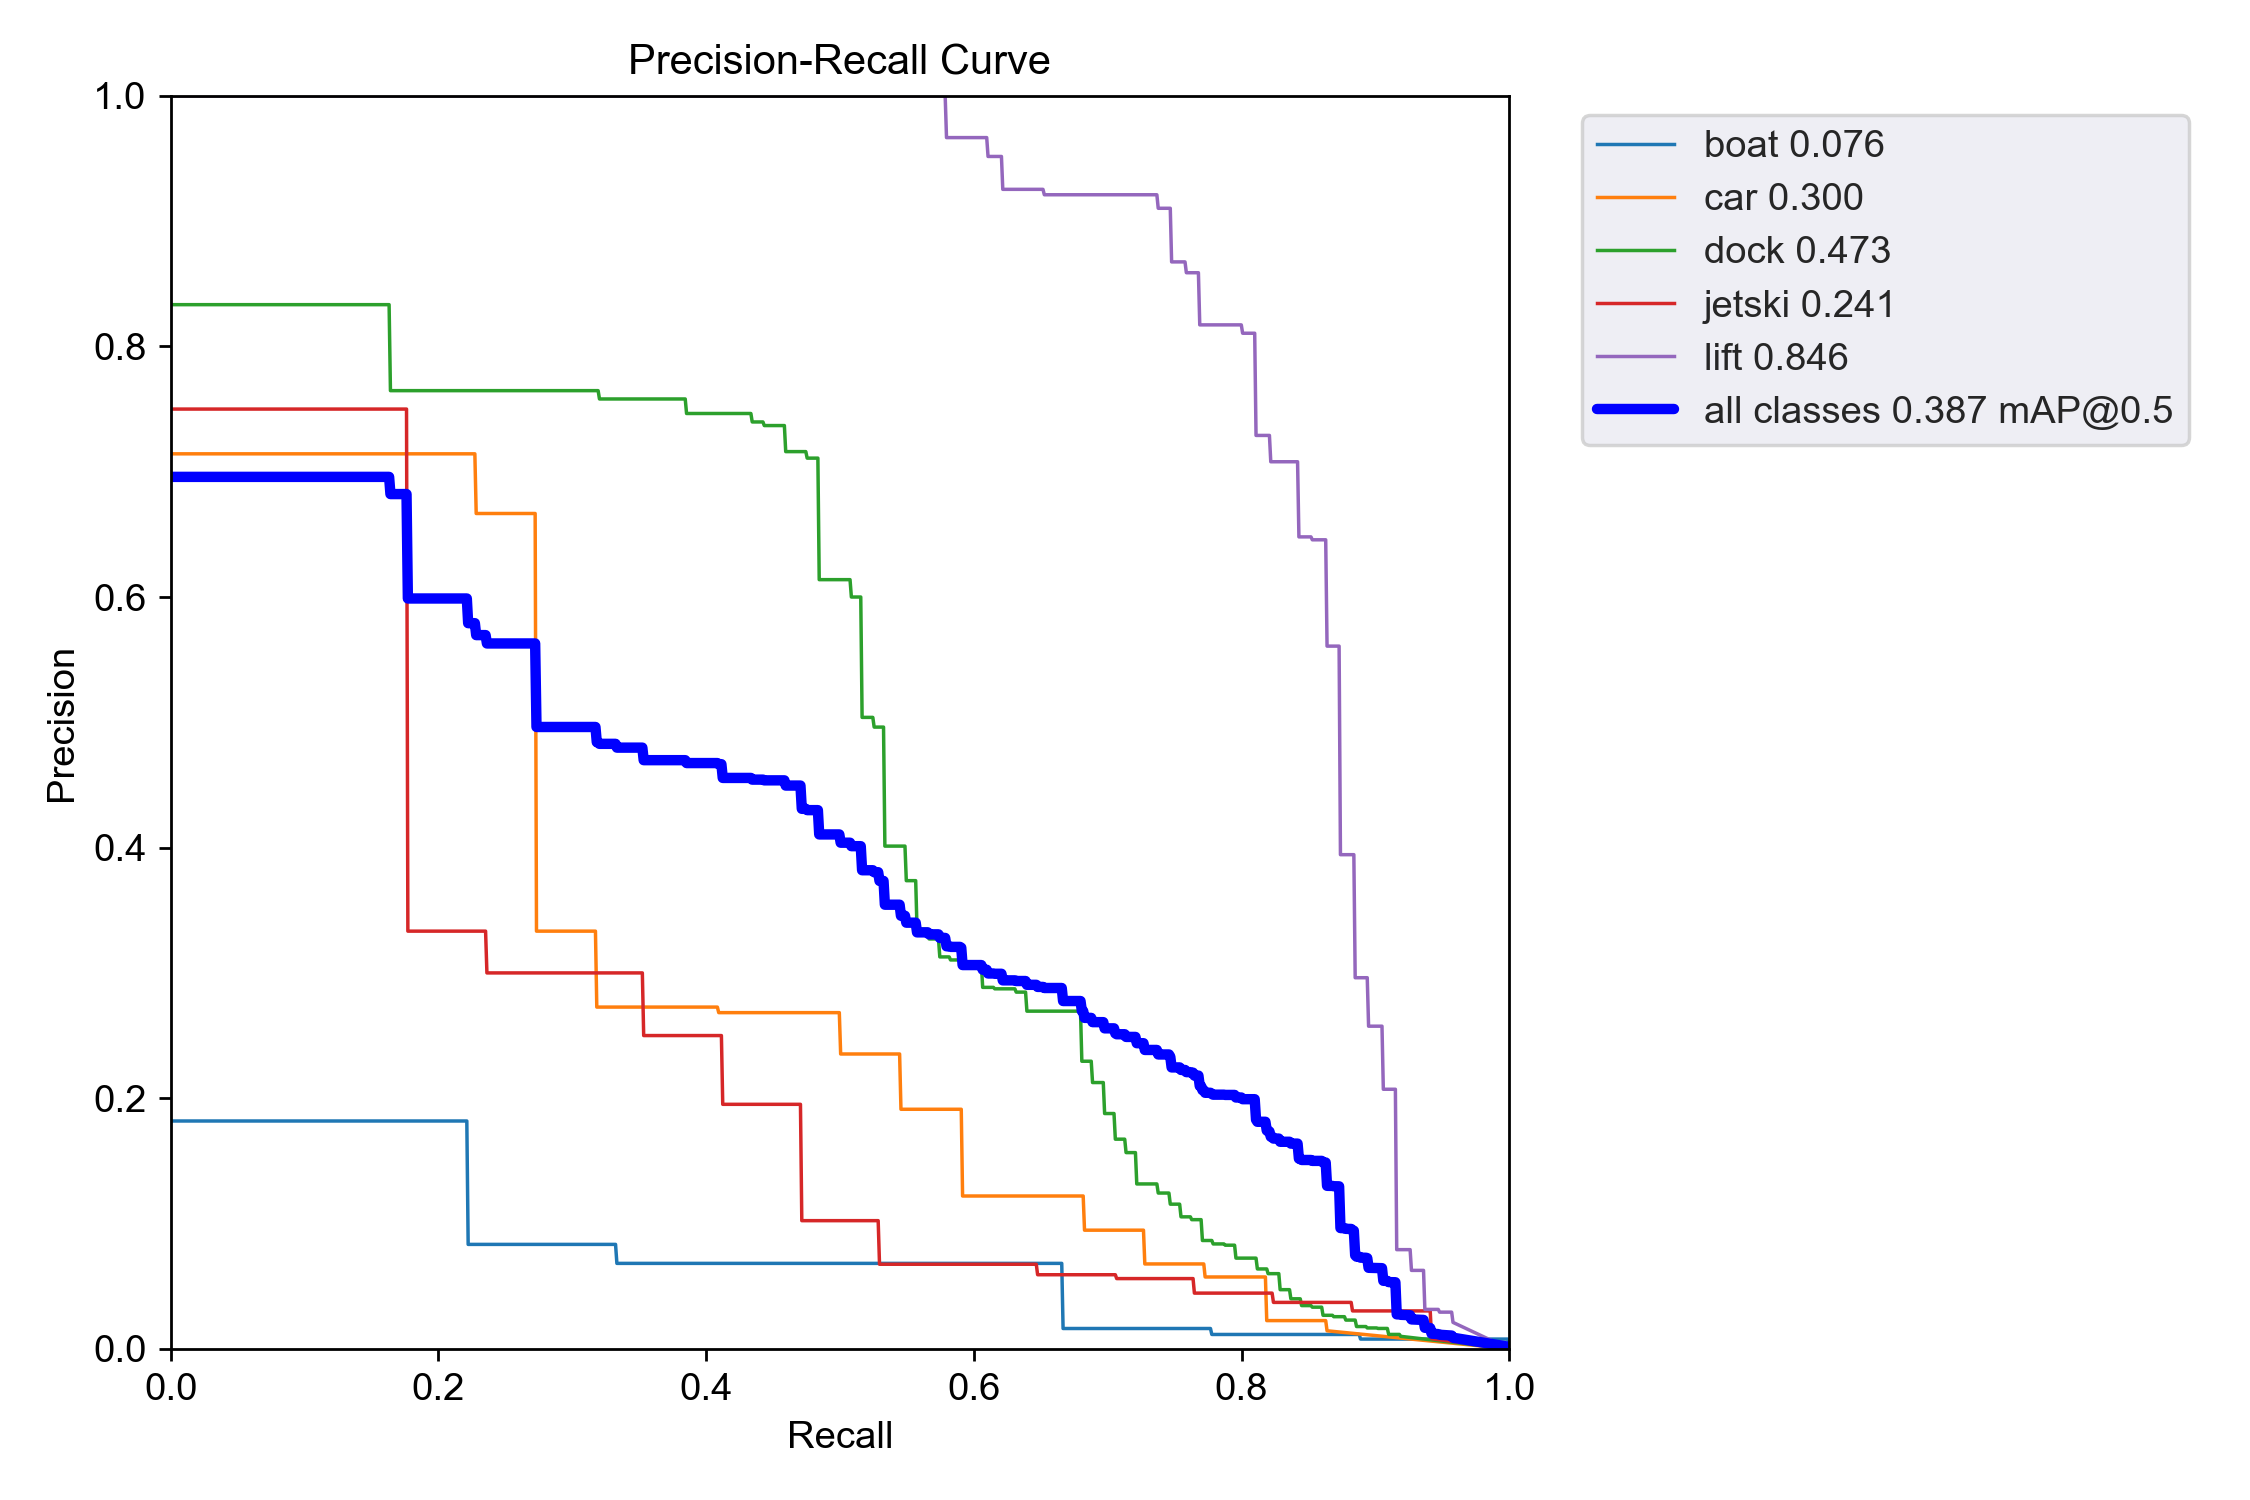 Precision-Recall Curve
1.0
0.8
0.6
0.4
0.2
0.0
Precision
0.0 0.2 0.4 0.6 0.8 1.0
Recall
boat 0.076
car 0.300
dock 0.473
jetski 0.241
lift 0.846
all classes 0.387 mAP@0.5